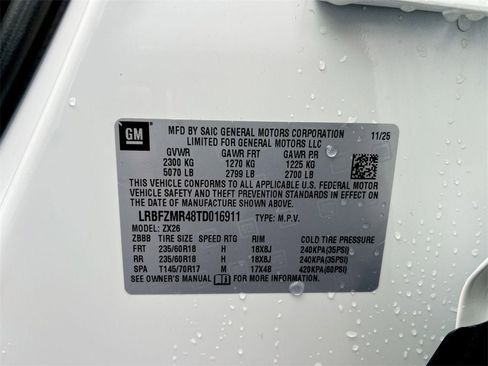 GM
MFD BY SAIC GENERAL MOTORS CORPORATION 11/25
LIMITED FOR GENERAL MOTORS LLC
GVWR GAWR FRT GAWR RR
2300 KG 1270 KG 1225 KG
5070 LB 2799 LB 2700 LB
THIS VEHICLE CONFORMS TO ALL APPLICABLE U.S. FEDERAL MOTOR
VEHICLE SAFETY AND THEFT PREVENTION STANDARDS IN EFFECT ON
THE DATE OF MANUFACTURE SHOWN ABOVE.
LRBFZMR48TD016911 TYPE: M.P.V.
MODEL: ZX26
ZBBB TIRE SIZE SPEED RTG RIM COLD TIRE PRESSURE
FRT 235/60R18 H 18X8J 240KPA(35PSI)
RR 235/60R18 H 18X8J 240KPA(35PSI)
SPA T145/70R17 M 17X4B 420KPA(60PSI)
SEE OWNER'S MANUAL FOR MORE INFORMATION.